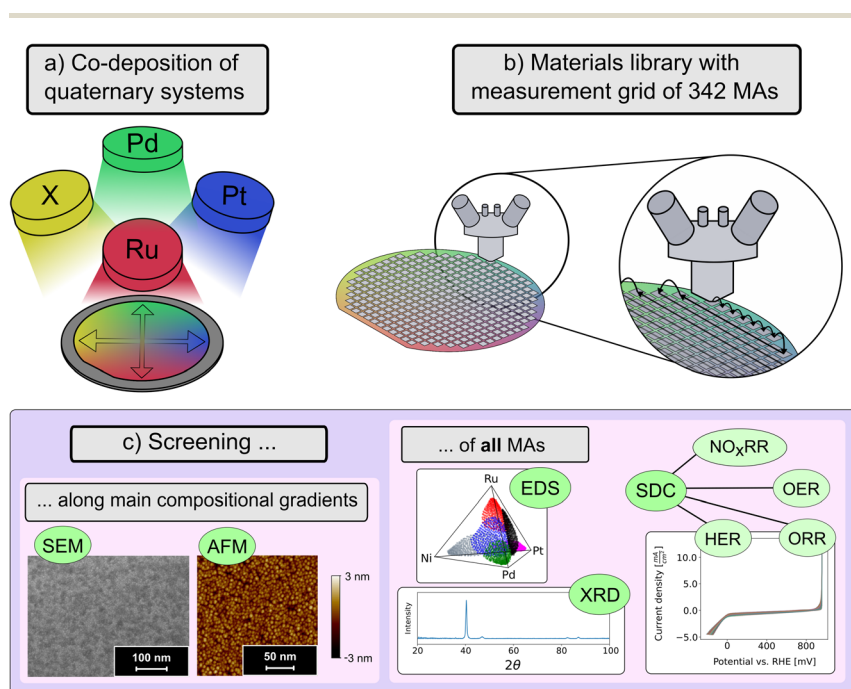 a) Co-deposition of
quaternary systems
Pd
X
Pt
Ru
b) Materials library with
measurement grid of 342 MAs
c) Screening ...
... along main compositional gradients
SEM
AFM
3 nm
-3 nm
100 nm
50 nm
... of all MAs
EDS
Ru
Ni
Pt
Pd
XRD
Intensity
20
40
60
80
100
2θ
NOxRR
SDC
OER
HER
ORR
Current density [mA/cm²]
10.0
5.0
0.0
−5.0
0
400
800
Potential vs. RHE [mV]